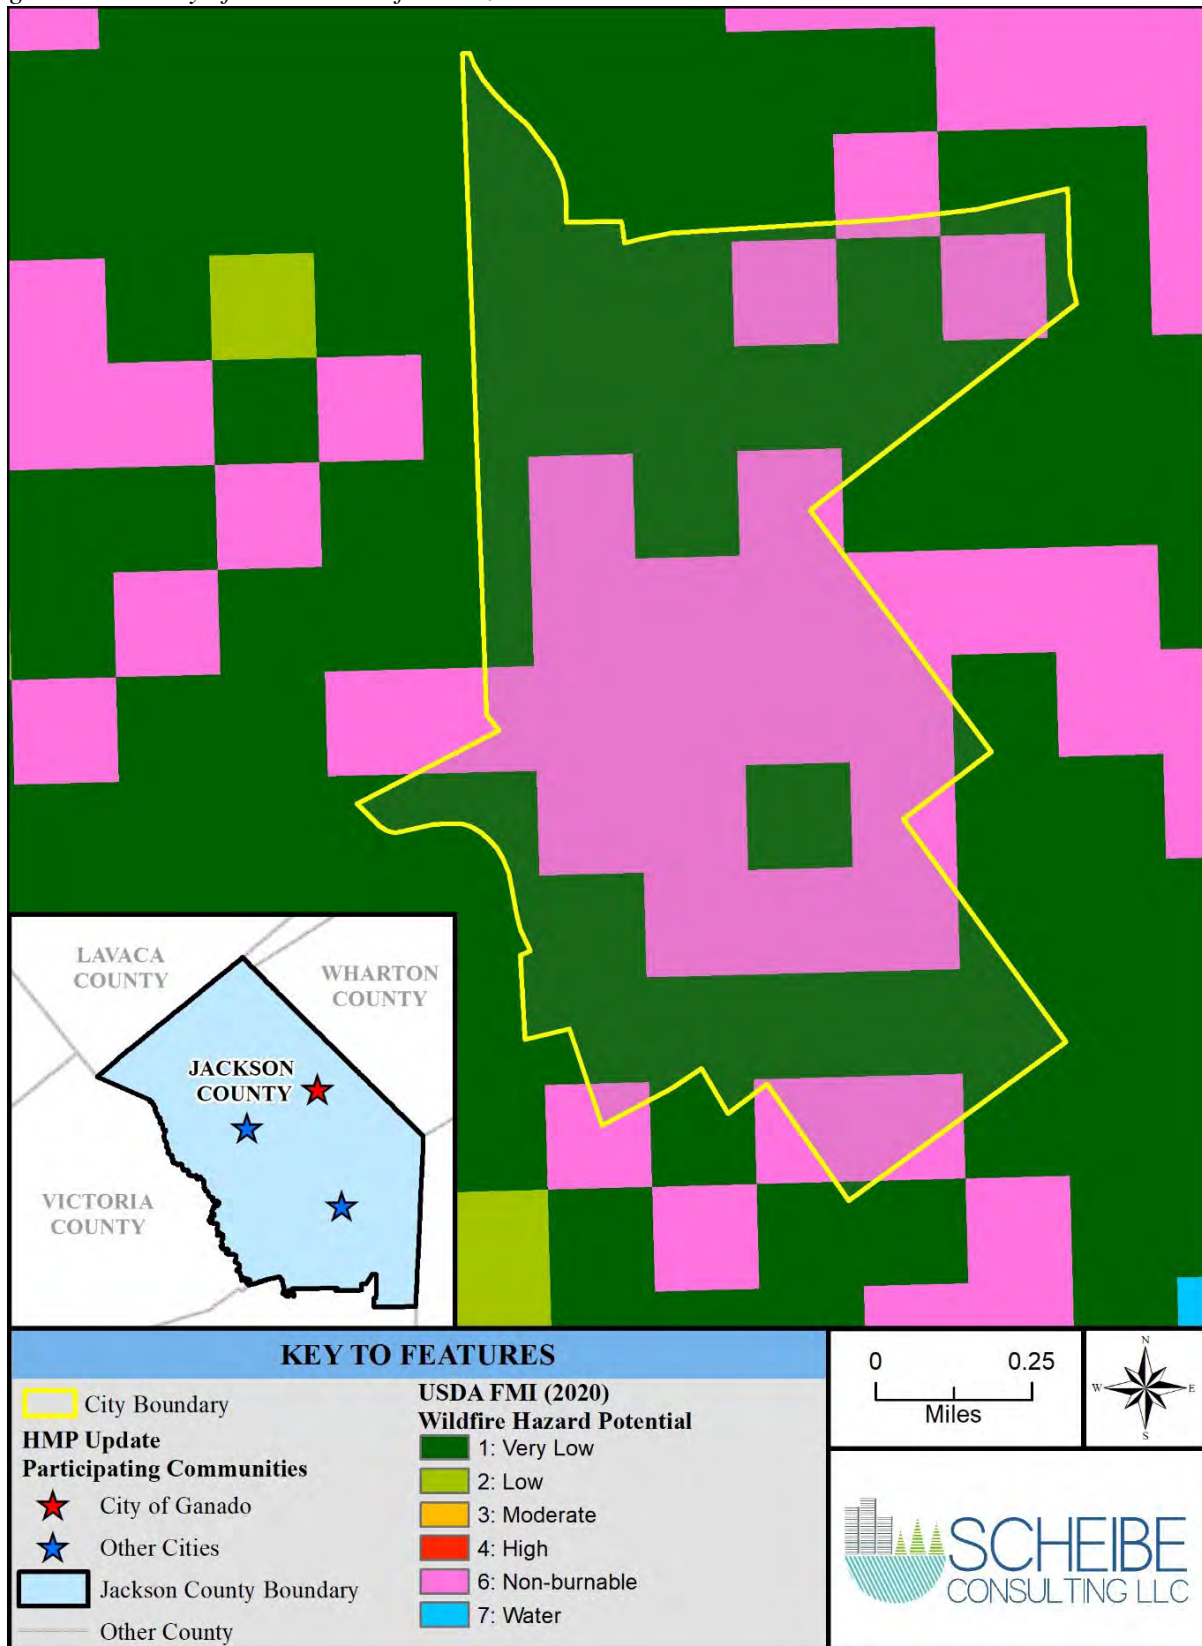 LAVACA
COUNTY
WHARTON
COUNTY
JACKSON
COUNTY
VICTORIA
COUNTY
KEY TO FEATURES
City Boundary
HMP Update
Participating Communities
City of Ganado
Other Cities
Jackson County Boundary
Other County
USDA FMI (2020)
Wildfire Hazard Potential
1: Very Low
2: Low
3: Moderate
4: High
6: Non-burnable
7: Water
0 0.25
Miles
N
W E
S
SCHEIBE
CONSULTING LLC